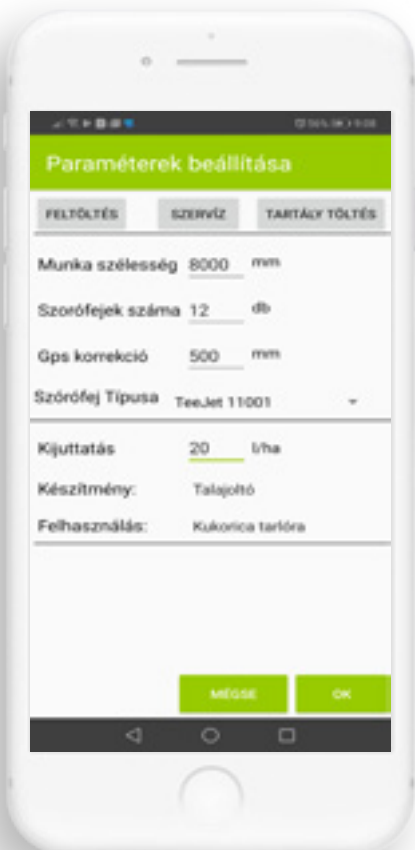 Paraméterek beállítása
FELTÖLTÉS SZERVÍZ TARTÁLY TÖLTÉS
Munka szélesség 8000 mm
Szorófejek száma 12 db
Gps korrekció 500 mm
Szórófej Típusa TeeJet 11001
Kijuttatás 20 l/ha
Készítmény: Talajoltó
Felhasználás: Kukorica tarlóra
MÉGSE OK